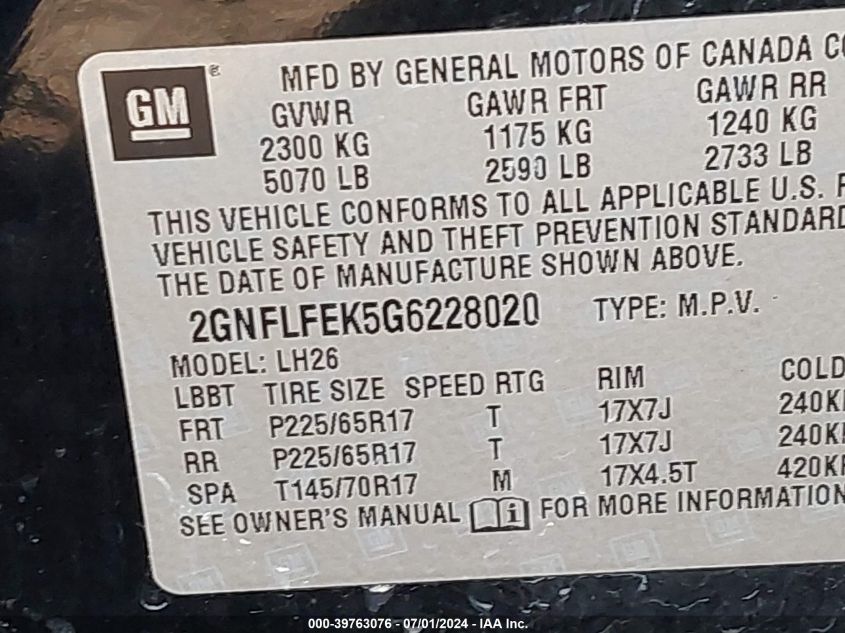 GM ® MFD BY GENERAL MOTORS OF CANADA
GVWR GAWR FRT GAWR RR
2300 KG 1175 KG 1240 KG
5070 LB 2590 LB 2733 LB
THIS VEHICLE CONFORMS TO ALL APPLICABLE U.S.
VEHICLE SAFETY AND THEFT PREVENTION STANDARD
THE DATE OF MANUFACTURE SHOWN ABOVE.
2GNFLFEK5G6228020 TYPE: M.P.V.
MODEL: LH26
LBBT TIRE SIZE SPEED RTG RIM COLD
FRT P225/65R17 T 17X7J 240K
RR P225/65R17 T 17X7J 240K
SPA T145/70R17 M 17X4.5T 420K
SEE OWNER'S MANUAL i FOR MORE INFORMATION
000-39763076 - 07/01/2024 - IAA Inc.